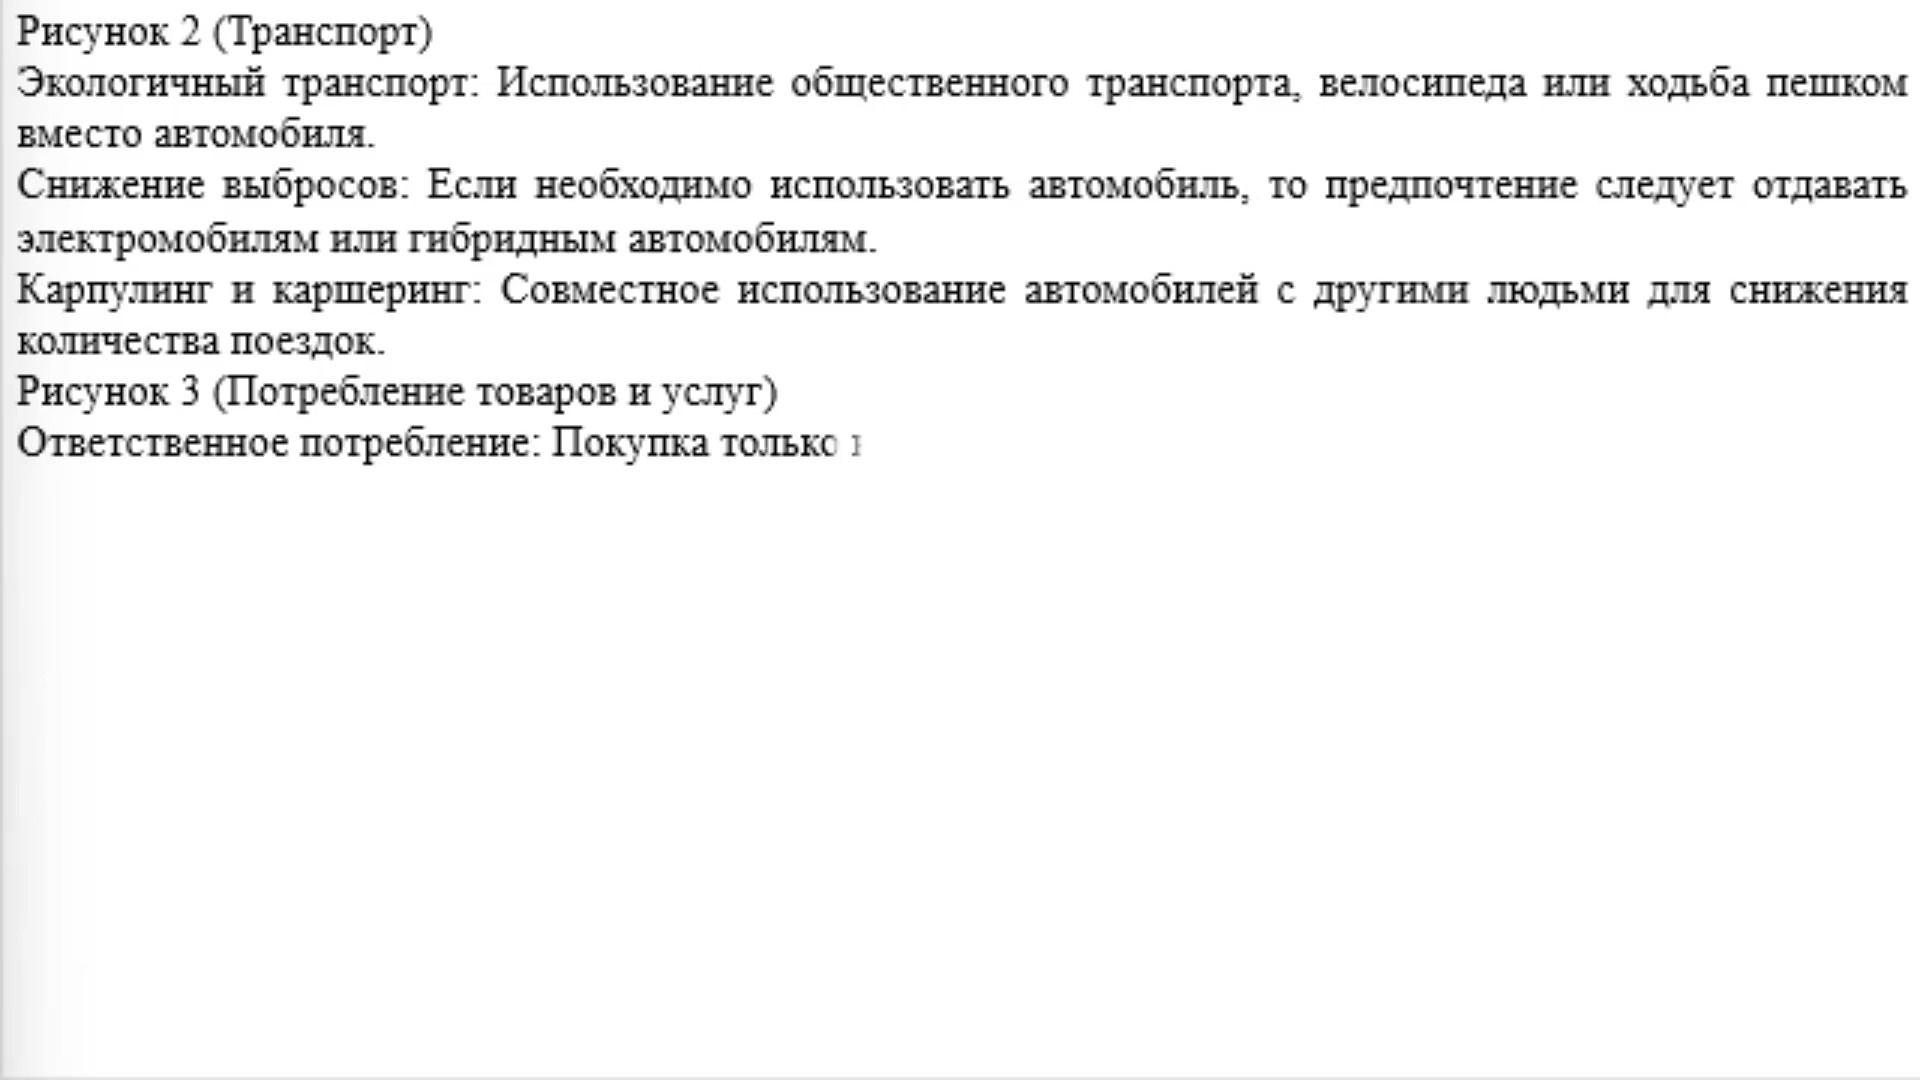 Рисунок 2 (Транспорт)
Экологичный транспорт: Использование общественного транспорта, велосипеда или ходьба пешком
вместо автомобиля.
Снижение выбросов: Если необходимо использовать автомобиль, то предпочтение следует отдавать
электромобилям или гибридным автомобилям.
Карпулинг и каршеринг: Совместное использование автомобилей с другими людьми для снижения
количества поездок.
Рисунок 3 (Потребление товаров и услуг)
Ответственное потребление: Покупка только